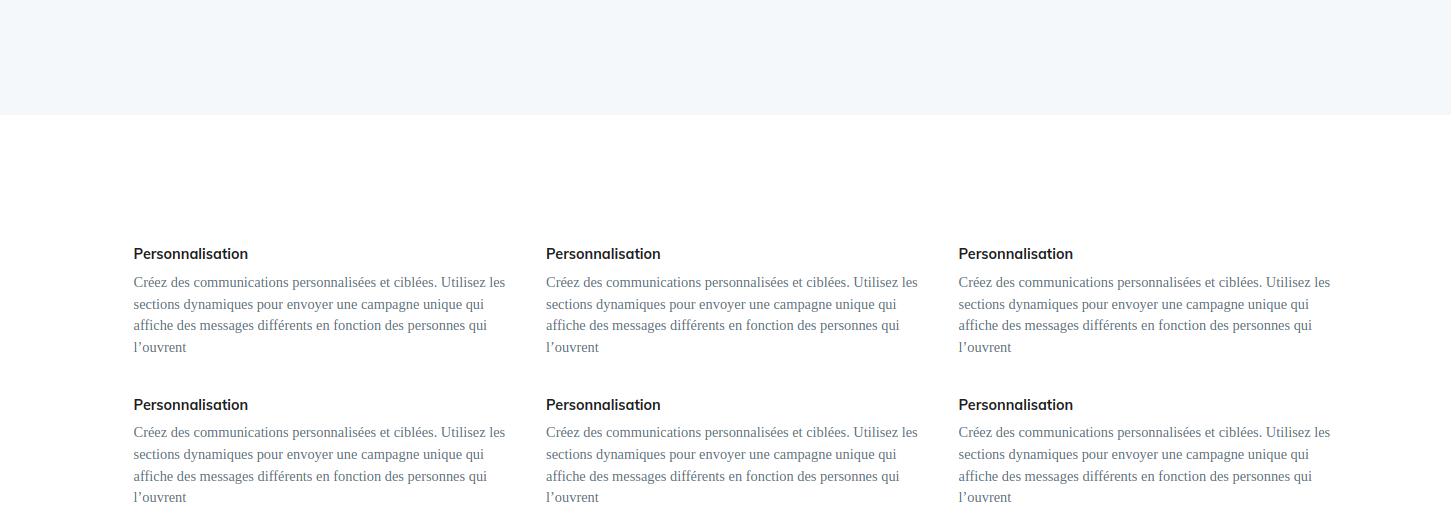 Personnalisation
Créez des communications personnalisées et ciblées. Utilisez les
sections dynamiques pour envoyer une campagne unique qui
affiche des messages différents en fonction des personnes qui
l’ouvrent
Personnalisation
Créez des communications personnalisées et ciblées. Utilisez les
sections dynamiques pour envoyer une campagne unique qui
affiche des messages différents en fonction des personnes qui
l’ouvrent
Personnalisation
Créez des communications personnalisées et ciblées. Utilisez les
sections dynamiques pour envoyer une campagne unique qui
affiche des messages différents en fonction des personnes qui
l’ouvrent
Personnalisation
Créez des communications personnalisées et ciblées. Utilisez les
sections dynamiques pour envoyer une campagne unique qui
affiche des messages différents en fonction des personnes qui
l’ouvrent
Personnalisation
Créez des communications personnalisées et ciblées. Utilisez les
sections dynamiques pour envoyer une campagne unique qui
affiche des messages différents en fonction des personnes qui
l’ouvrent
Personnalisation
Créez des communications personnalisées et ciblées. Utilisez les
sections dynamiques pour envoyer une campagne unique qui
affiche des messages différents en fonction des personnes qui
l’ouvrent